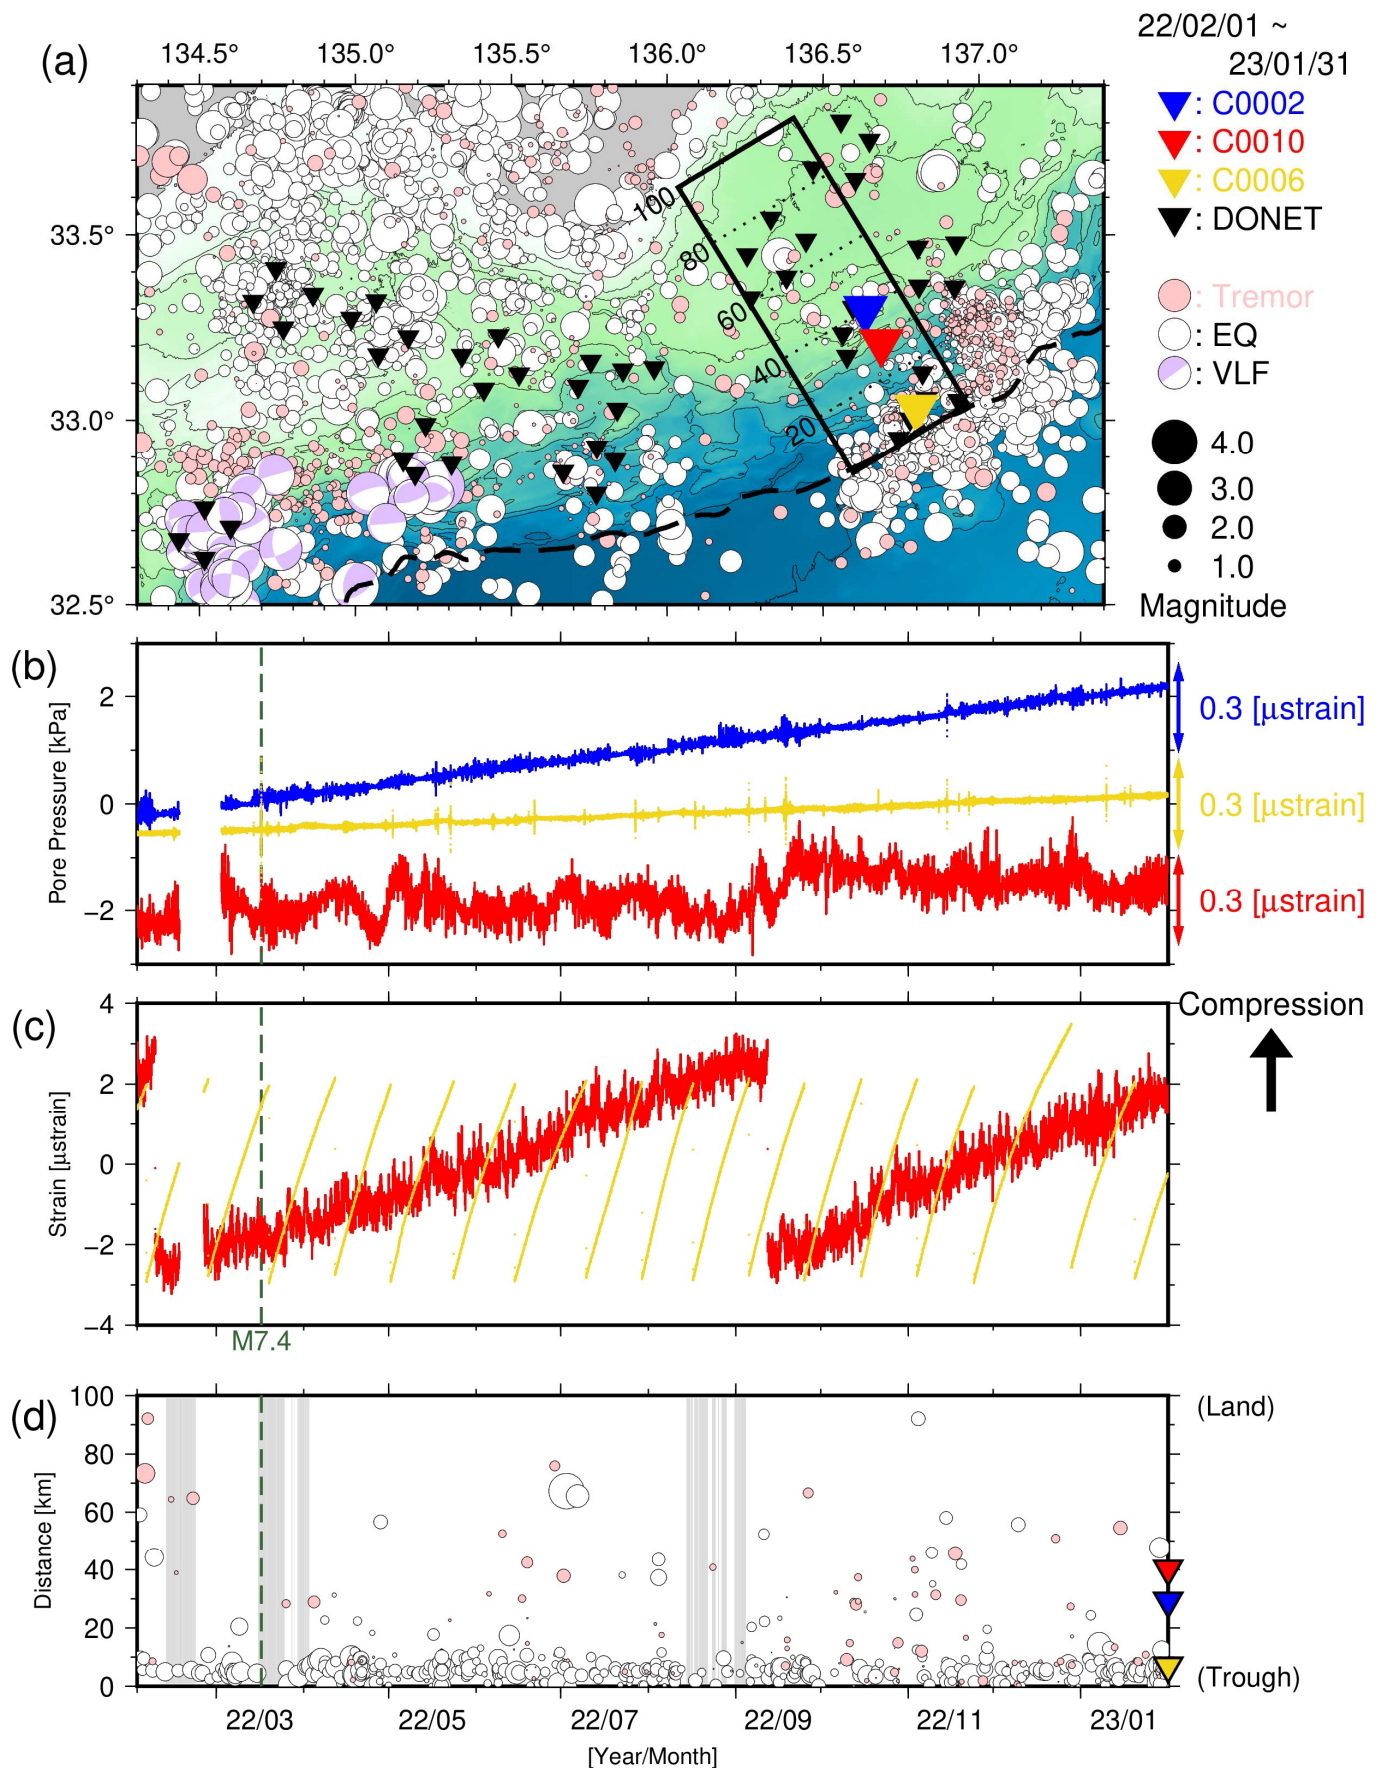 22/02/01 ~
23/01/31
(a)
134.5° 135.0° 135.5° 136.0° 136.5° 137.0°
: C0002
: C0010
: C0006
: DONET
: Tremor
: EQ
: VLF
4.0
3.0
2.0
1.0
Magnitude
33.5°
33.0°
32.5°
100
80
60
40
20
(b)
Pore Pressure [kPa]
2
0
−2
0.3 [μstrain]
0.3 [μstrain]
0.3 [μstrain]
(c)
Strain [μstrain]
4
2
0
−2
−4
Compression
M7.4
(d)
Distance [km]
100
80
60
40
20
0
(Land)
(Trough)
22/03 22/05 22/07 22/09 22/11 23/01
[Year/Month]